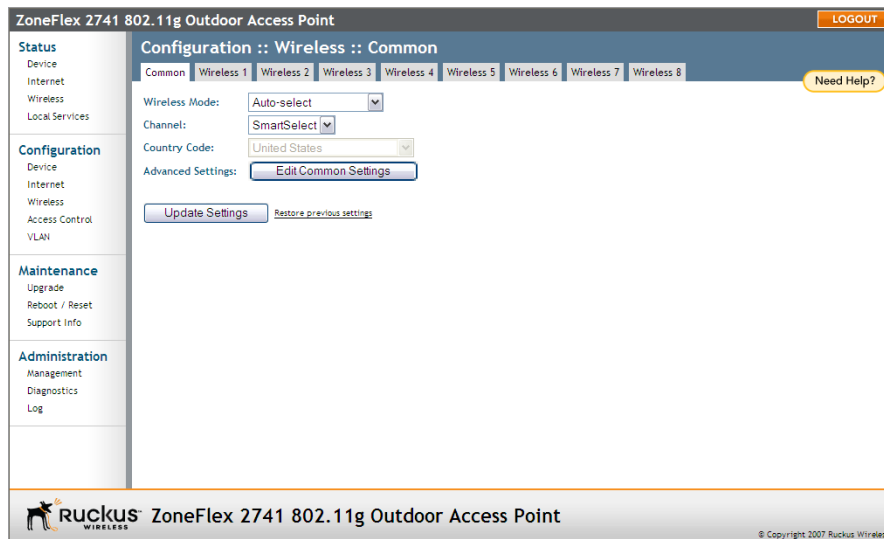 ZoneFlex 2741 802.11g Outdoor Access Point
LOGOUT
Status
Device
Internet
Wireless
Local Services
Configuration
Device
Internet
Wireless
Access Control
VLAN
Maintenance
Upgrade
Reboot / Reset
Support Info
Administration
Management
Diagnostics
Log
Configuration :: Wireless :: Common
Common Wireless 1 Wireless 2 Wireless 3 Wireless 4 Wireless 5 Wireless 6 Wireless 7 Wireless 8
Need Help?
Wireless Mode: Auto-select
Channel: SmartSelect
Country Code: United States
Advanced Settings: Edit Common Settings
Update Settings Restore previous settings
RUCKUS WIRELESS ZoneFlex 2741 802.11g Outdoor Access Point
© Copyright 2007 Ruckus